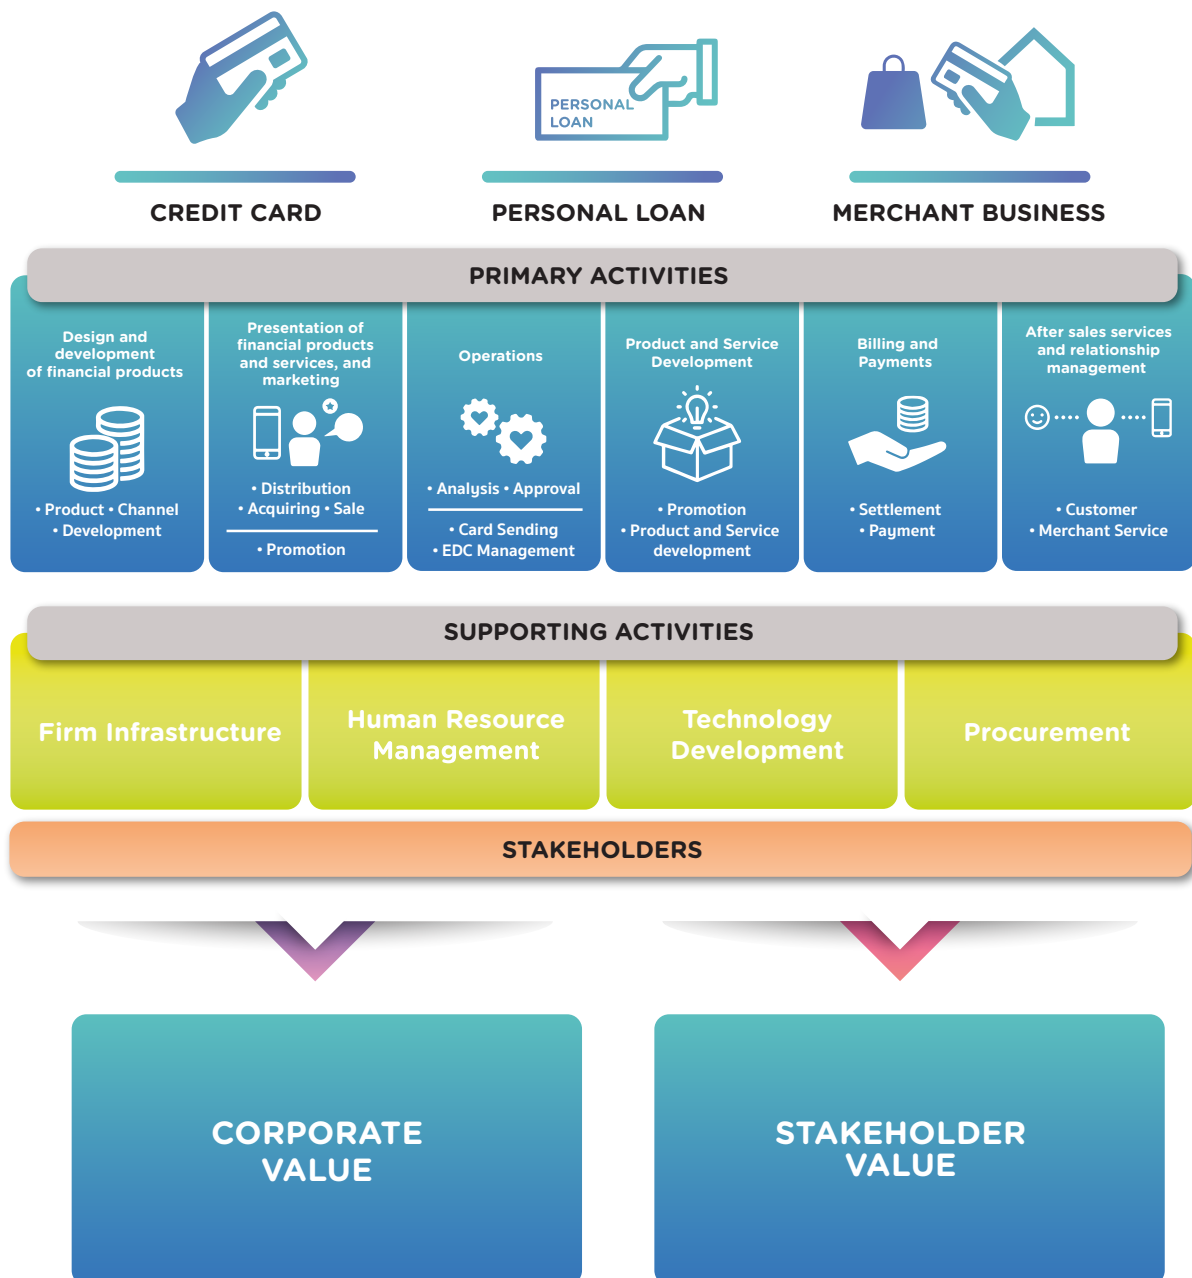 PERSONAL
LOAN
CREDIT CARD
PERSONAL LOAN
MERCHANT BUSINESS
PRIMARY ACTIVITIES
Design and
development
of financial products
• Product • Channel
• Development
Presentation of
financial products
and services, and
marketing
• Distribution
• Acquiring • Sale
• Promotion
Operations
• Analysis • Approval
• Card Sending
• EDC Management
Product and Service
Development
• Promotion
• Product and Service
development
Billing and
Payments
• Settlement
• Payment
After sales services
and relationship
management
• Customer
• Merchant Service
SUPPORTING ACTIVITIES
Firm Infrastructure
Human Resource
Management
Technology
Development
Procurement
STAKEHOLDERS
CORPORATE
VALUE
STAKEHOLDER
VALUE